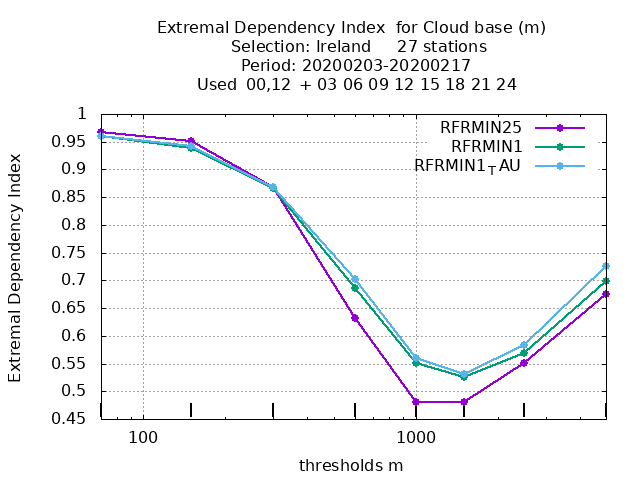 Extremal Dependency Index for Cloud base (m)
Selection: Ireland 27 stations
Period: 20200203-20200217
Used 00,12 + 03 06 09 12 15 18 21 24
1
0.95
0.9
0.85
0.8
0.75
0.7
0.65
0.6
0.55
0.5
0.45
Extremal Dependency Index
RFRMIN25
RFRMIN1
RFRMIN1TAU
100
1000
thresholds m